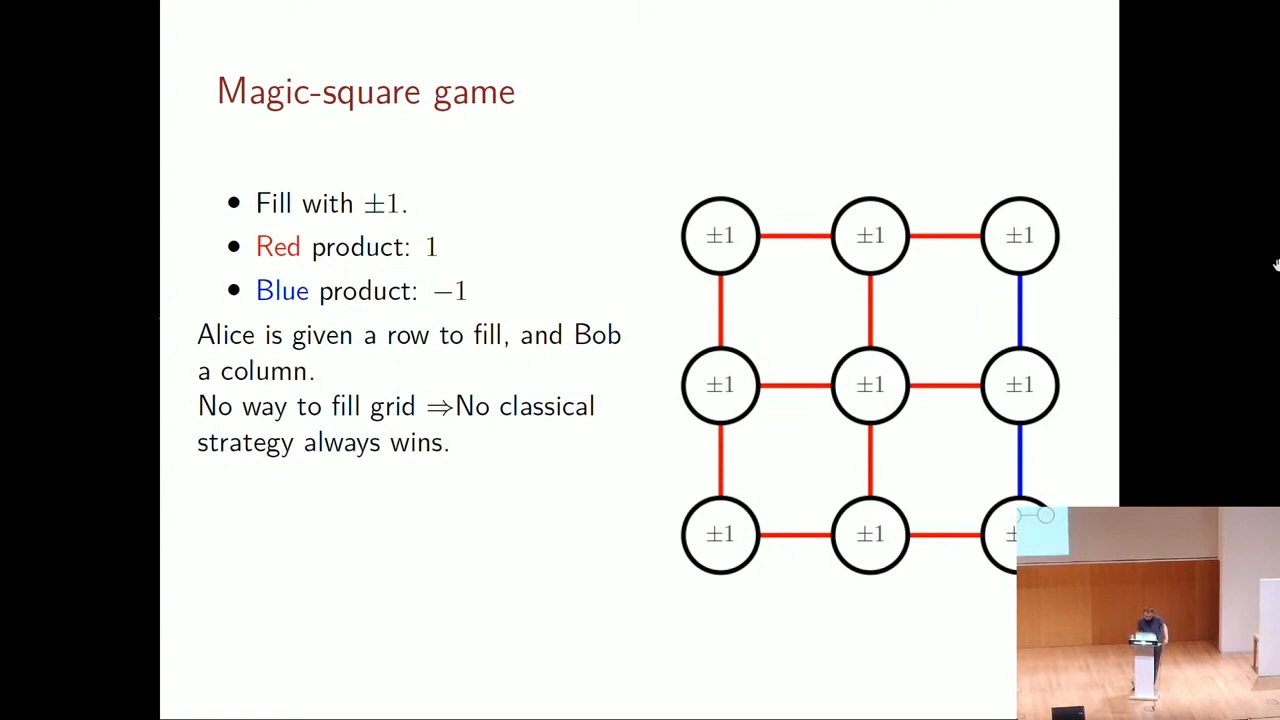 Magic-square game
• Fill with ±1.
• Red product: 1
• Blue product: −1
Alice is given a row to fill, and Bob
a column.
No way to fill grid ⇒No classical
strategy always wins.
±1 ±1 ±1
±1 ±1 ±1
±1 ±1